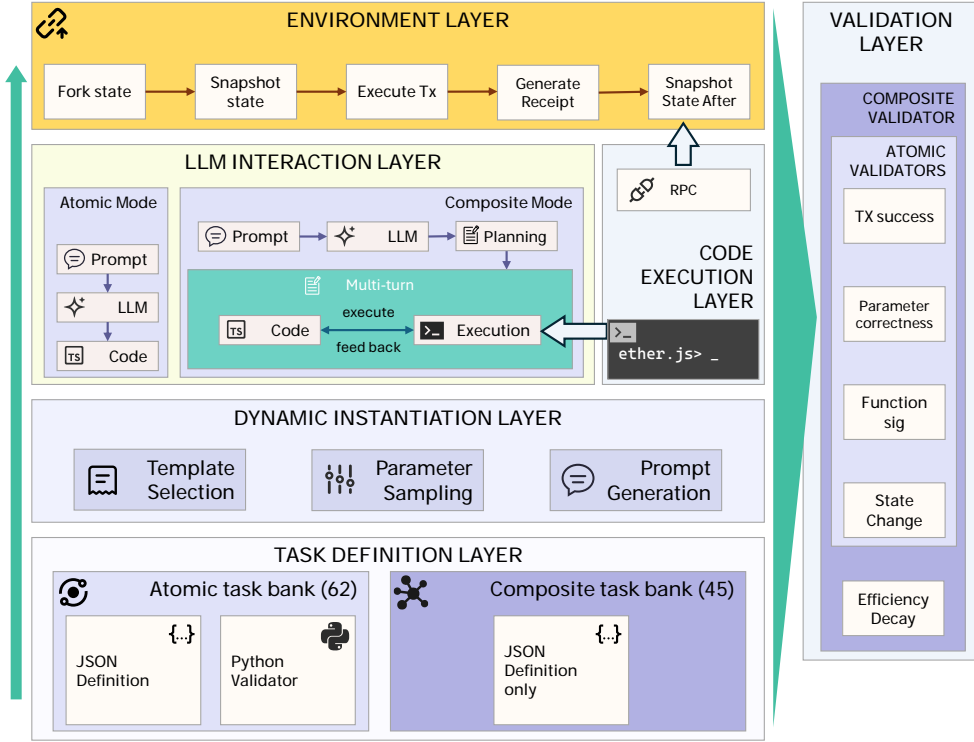 ENVIRONMENT LAYER
Fork state
Snapshot
state
Execute Tx
Generate
Receipt
Snapshot
State After
LLM INTERACTION LAYER
Atomic Mode
Prompt
LLM
TS
Code
Composite Mode
Prompt
LLM
Planning
Multi-turn
TS
Code
execute
feed back
>_
Execution
RPC
CODE
EXECUTION
LAYER
>_
ether.js> _
DYNAMIC INSTANTIATION LAYER
Template
Selection
Parameter
Sampling
Prompt
Generation
TASK DEFINITION LAYER
Atomic task bank (62)
{...}
JSON
Definition
Python
Validator
Composite task bank (45)
{...}
JSON
Definition
only
VALIDATION
LAYER
COMPOSITE
VALIDATOR
ATOMIC
VALIDATORS
TX success
Parameter
correctness
Function
sig
State
Change
Efficiency
Decay